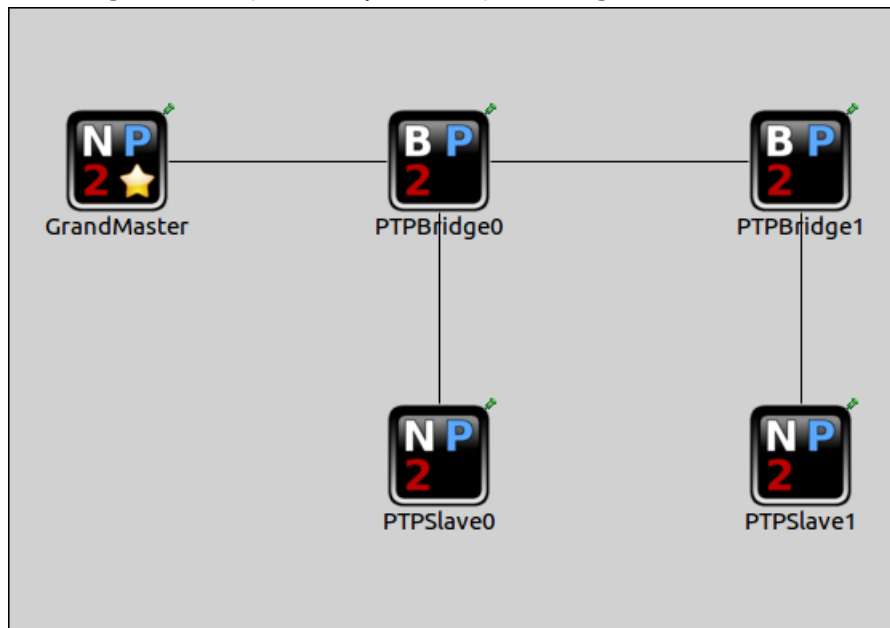 N P
2
GrandMaster
B P
2
PTPBridge0
B P
2
PTPBridge1
N P
2
PTPSlave0
N P
2
PTPSlave1